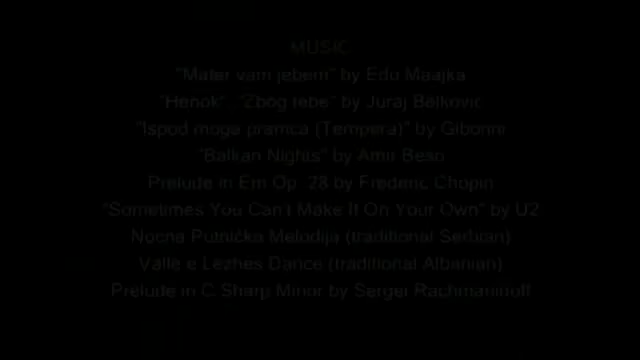 MUSIC
"Mater vam jebem" by Edo Maajka
"Henok", "Zbog tebe" by Juraj
"Ispod moga pramca (Tempera)" by Gibonni
"Balkan Nights" by Amir Beso
Prelude in Em Op. 28 by Frederic Chopin
"Sometimes You Can't Make It On Your Own" by U2
Nocna Putnička Melodija (traditional Serbian)
Valle e Lezhes Dance (traditional Albanian)
Prelude in C Sharp Minor by Sergei Rachmaninoff